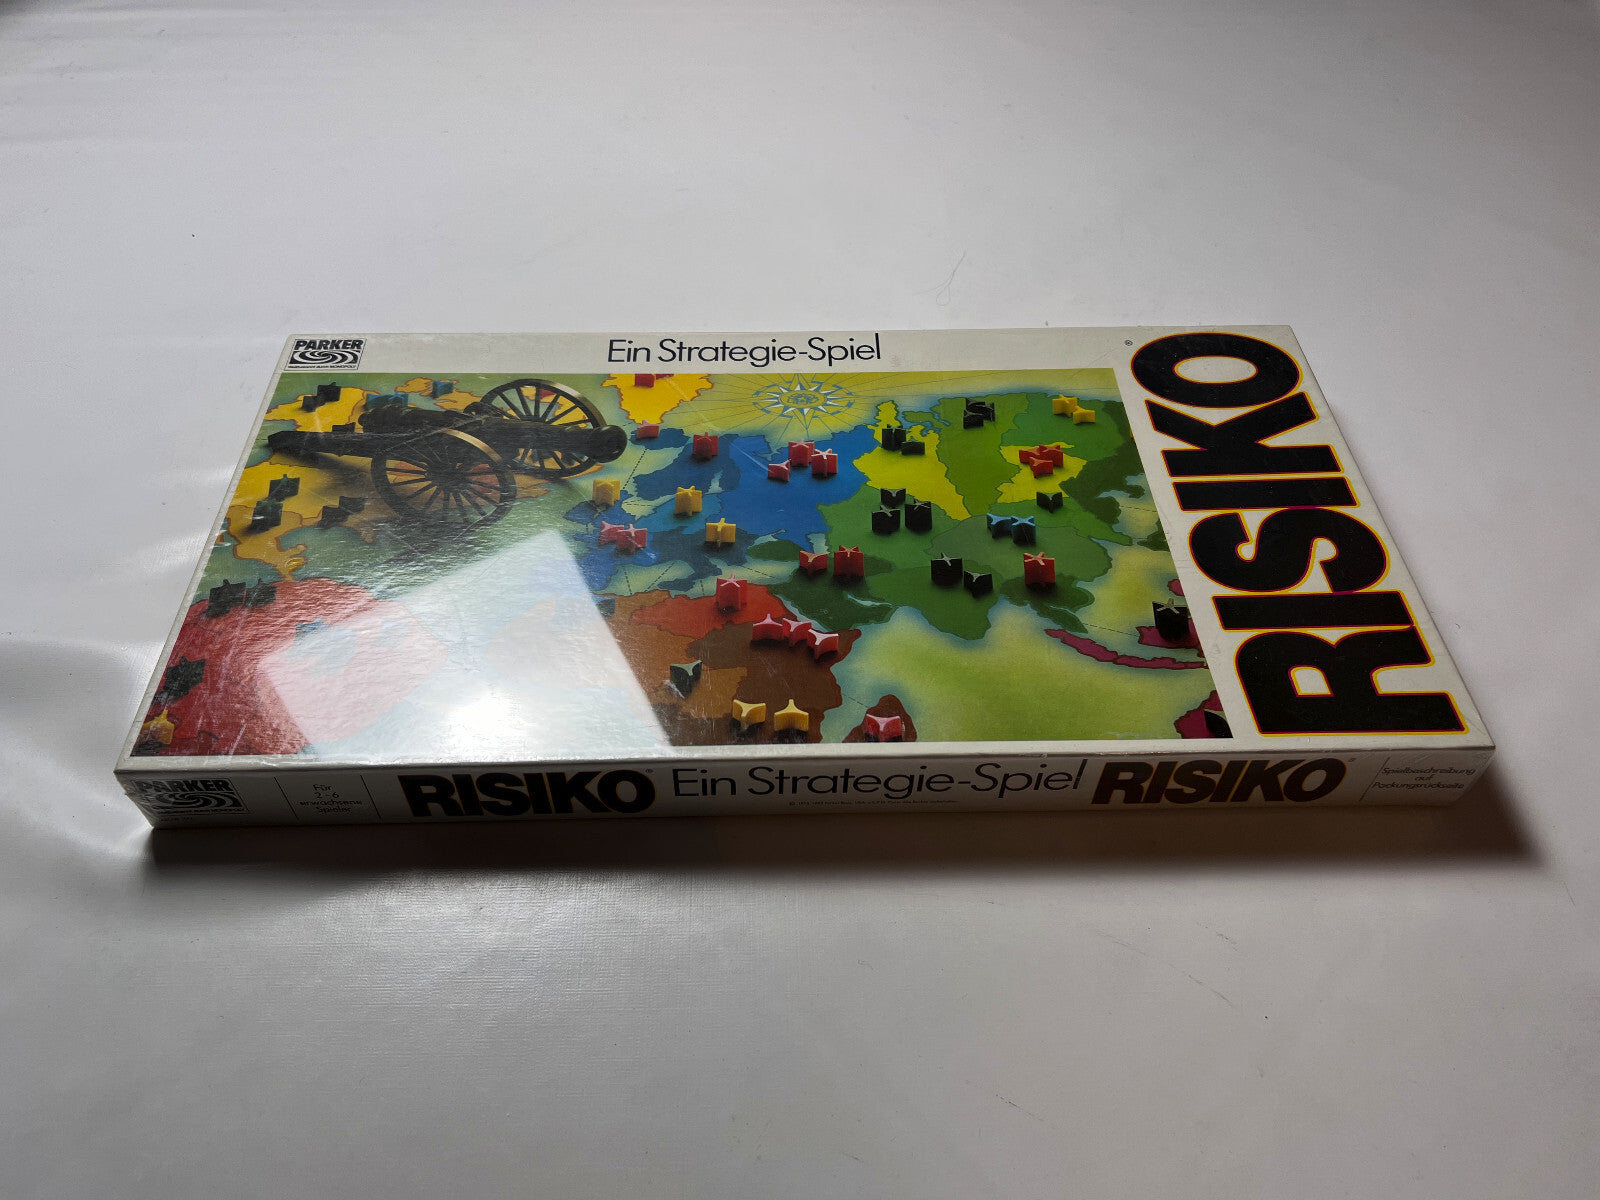 PARKER
Ein Strategie-Spiel
®
RISIKO
PARKER
Für
2-6
erwachsene
Spieler
RISIKO®
Ein Strategie-Spiel
RISIKO®
Spielbeschreibung
auf
Packungsrückseite